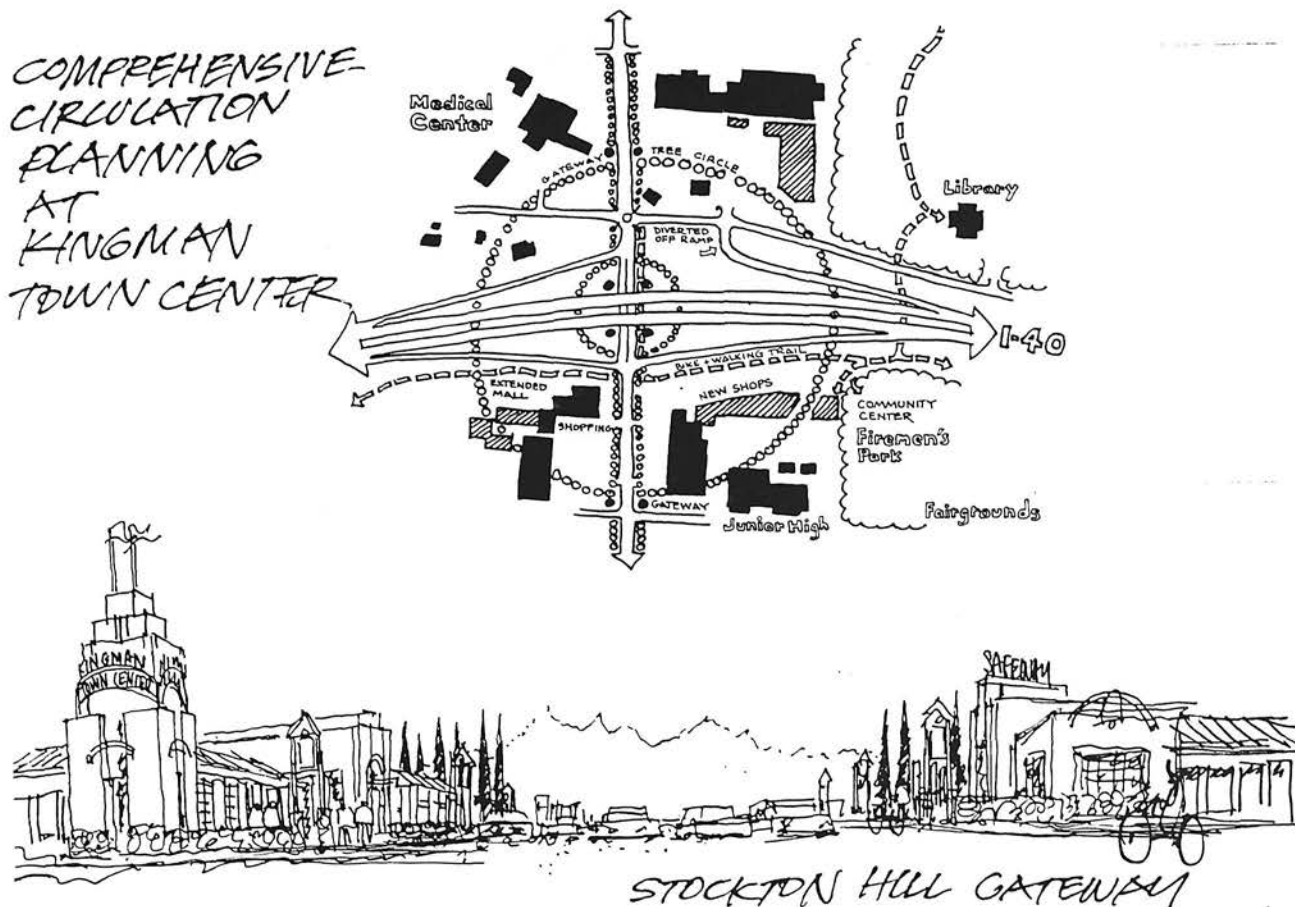 COMPREHENSIVE
CIRCULATION
PLANNING
AT
KINGMAN
TOWN CENTER
Medical
Center
GATEWAY
TREE CIRCLE
Library
DIVERTED
OFF RAMP
I-40
BIKE + WALKING TRAIL
EXTENDED
MALL
NEW SHOPS
SHOPPING
COMMUNITY
CENTER
Firemen's
Park
GATEWAY
Junior High
Fairgrounds
KINGMAN
TOWN CENTER
SAFEWAY
STOCKTON HILL GATEWAY